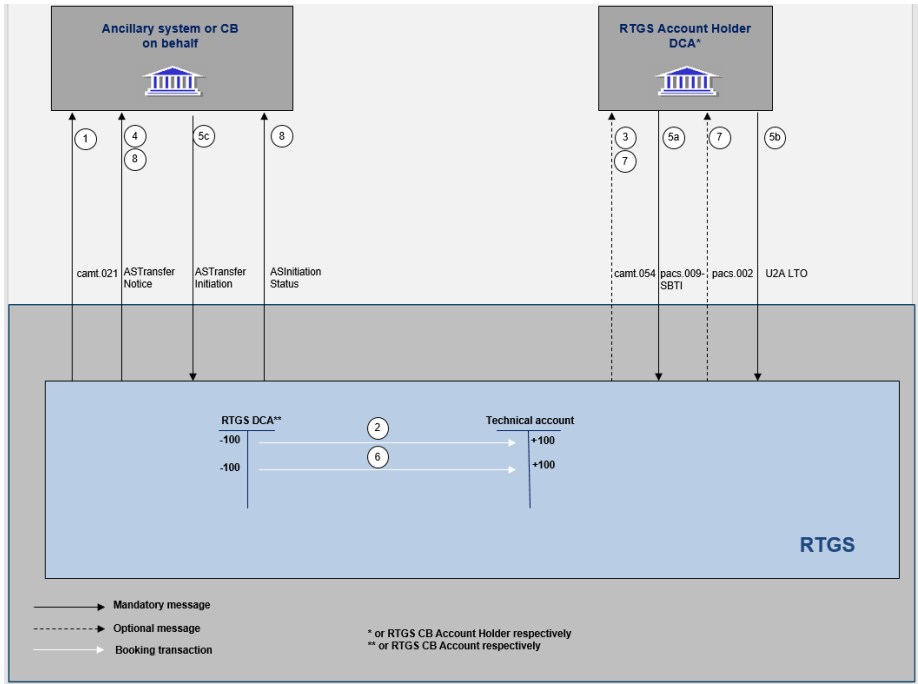 Ancillary system or CB
on behalf
RTGS Account Holder
DCA*
1
4
8
5c
8
3
7
5a
7
5b
camt.021
ASTransfer
Notice
ASTransfer
Initiation
ASInitiation
Status
camt.054
pacs.009-
SBTI
pacs.002
U2A LTO
RTGS DCA**
2
Technical account
-100
+100
6
-100
+100
RTGS
Mandatory message
Optional message
Booking transaction
* or RTGS CB Account Holder respectively
** or RTGS CB Account respectively